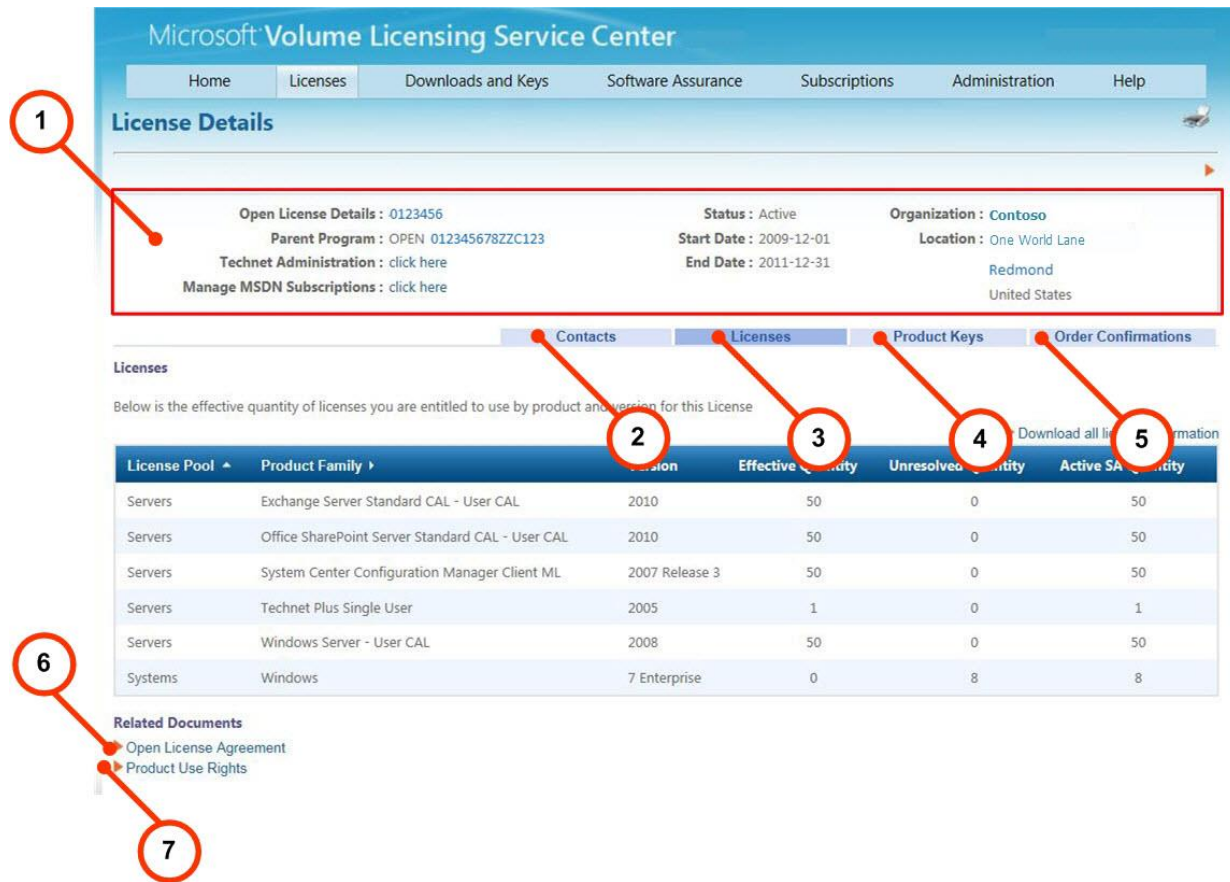 Microsoft Volume Licensing Service Center
Home Licenses Downloads and Keys Software Assurance Subscriptions Administration Help
1
License Details
Open License Details : 0123456 Status : Active Organization : Contoso
Parent Program : OPEN 012345678ZZC123 Start Date : 2009-12-01 Location : One World Lane
Technet Administration : click here End Date : 2011-12-31 Redmond
Manage MSDN Subscriptions : click here United States
Contacts Licenses Product Keys Order Confirmations
Licenses
Below is the effective quantity of licenses you are entitled to use by product and version for this License
2 3 4 5
Download all
License Pool Product Family Version Effective Quantity Unresolved Quantity Active SA Quantity
Servers Exchange Server Standard CAL - User CAL 2010 50 0 50
Servers Office SharePoint Server Standard CAL - User CAL 2010 50 0 50
Servers System Center Configuration Manager Client ML 2007 Release 3 50 0 50
Servers Technet Plus Single User 2005 1 0 1
Servers Windows Server - User CAL 2008 50 0 50
6
Systems Windows 7 Enterprise 0 8 8
Related Documents
Open License Agreement
Product Use Rights
7